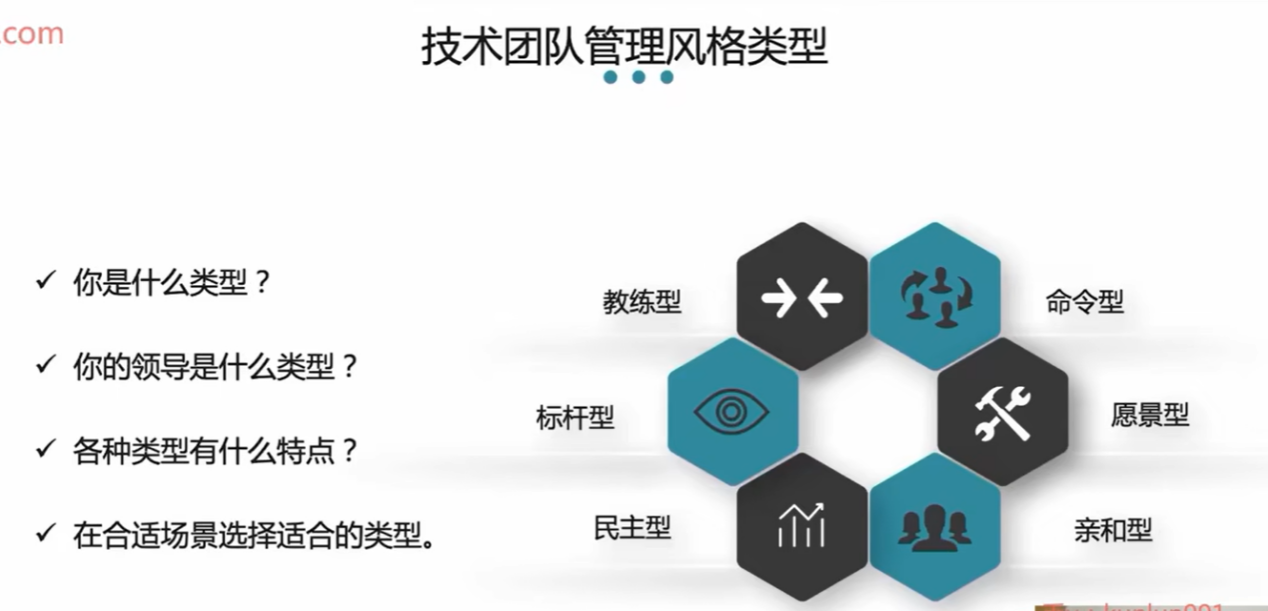 .com
技术团队管理风格类型
✓ 你是什么类型？
✓ 你的领导是什么类型？
✓ 各种类型有什么特点？
✓ 在合适场景选择适合的类型。
教练型
命令型
标杆型
愿景型
民主型
亲和型